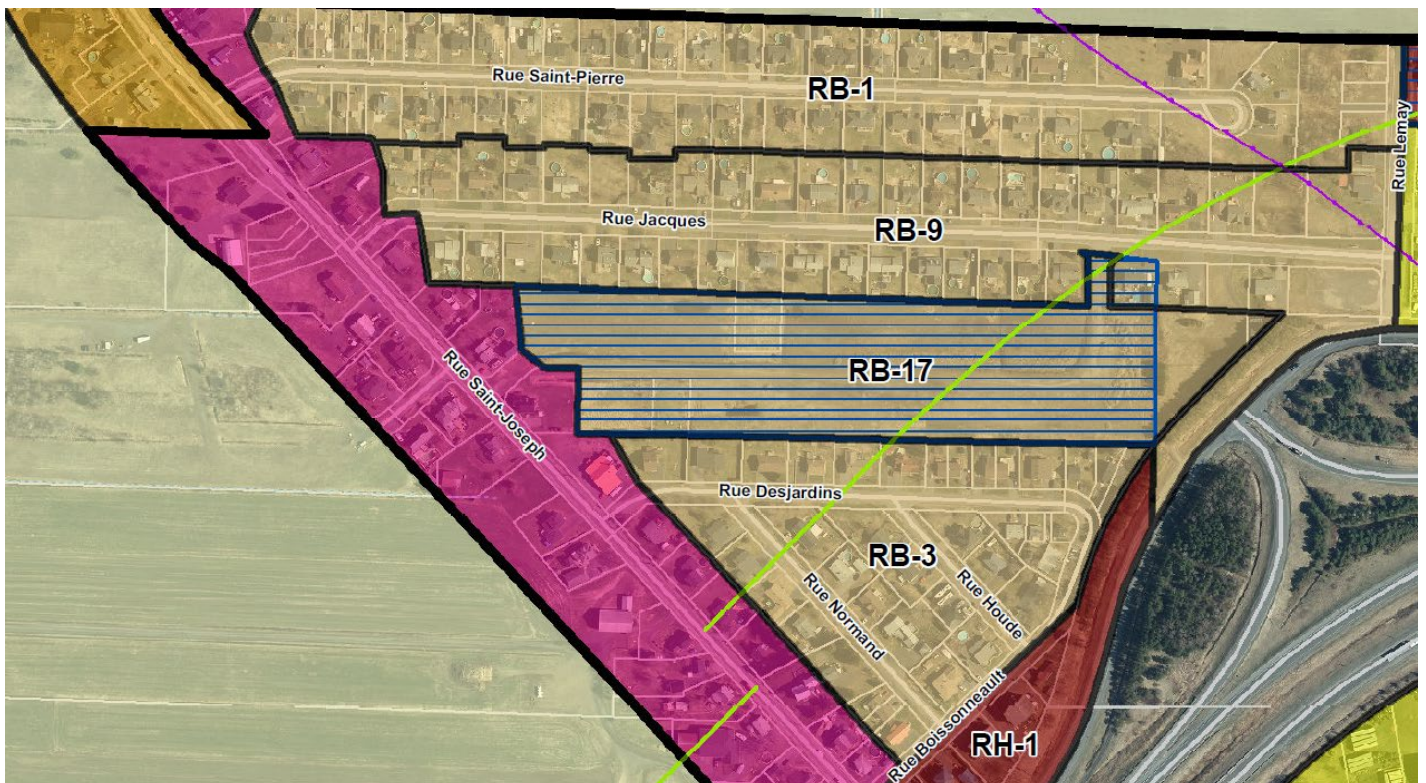 Rue Saint-Pierre
RB-1
Rue Lemay
Rue Jacques
RB-9
Rue Saint-Joseph
RB-17
Rue Desjardins
RB-3
Rue Houde
Rue Normand
Rue Boissonneault
RH-1